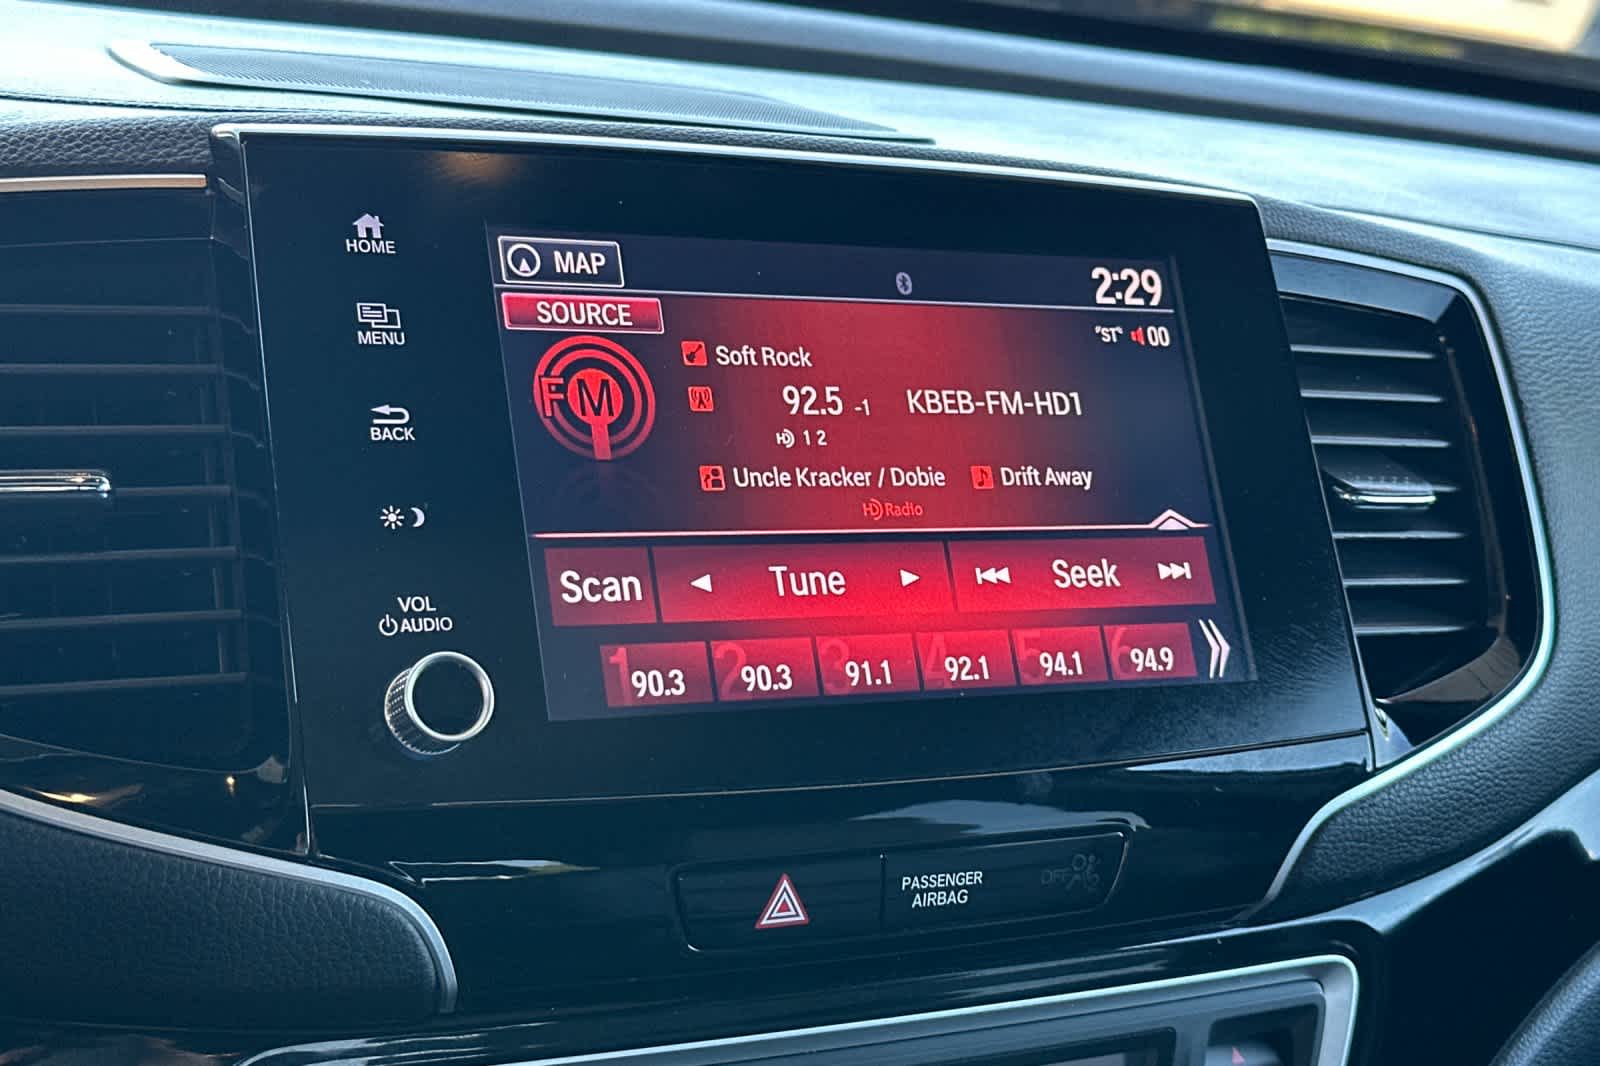 HOME
MENU
BACK
VOL
AUDIO
MAP
2:29
SOURCE
"ST" 00
FM
Soft Rock
92.5 -1 KBEB-FM-HD1
HD 1 2
Uncle Kracker / Dobie Drift Away
HD Radio
Scan Tune Seek
1 90.3 2 90.3 3 91.1 4 92.1 5 94.1 6 94.9
PASSENGER
AIRBAG
OFF